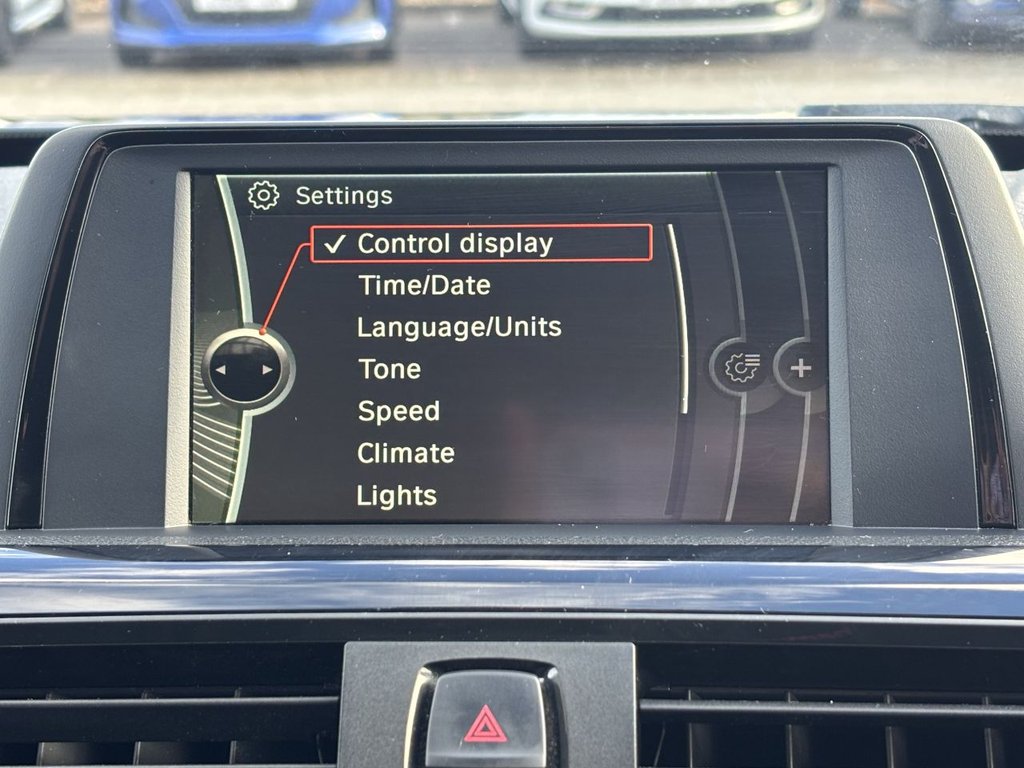 Settings
Control display
Time/Date
Language/Units
Tone
Speed
Climate
Lights